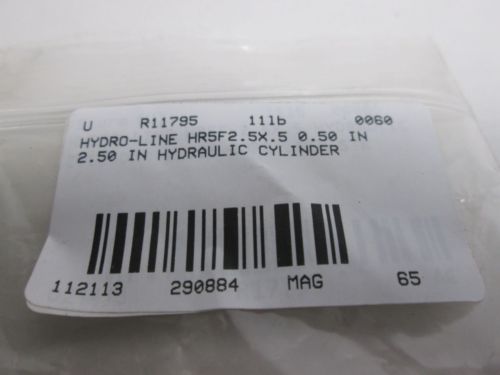 U R11795 111b 0060
HYDRO-LINE HR5F2.5X.5 0.50 IN
2.50 IN HYDRAULIC CYLINDER
112113 290884 MAG 65